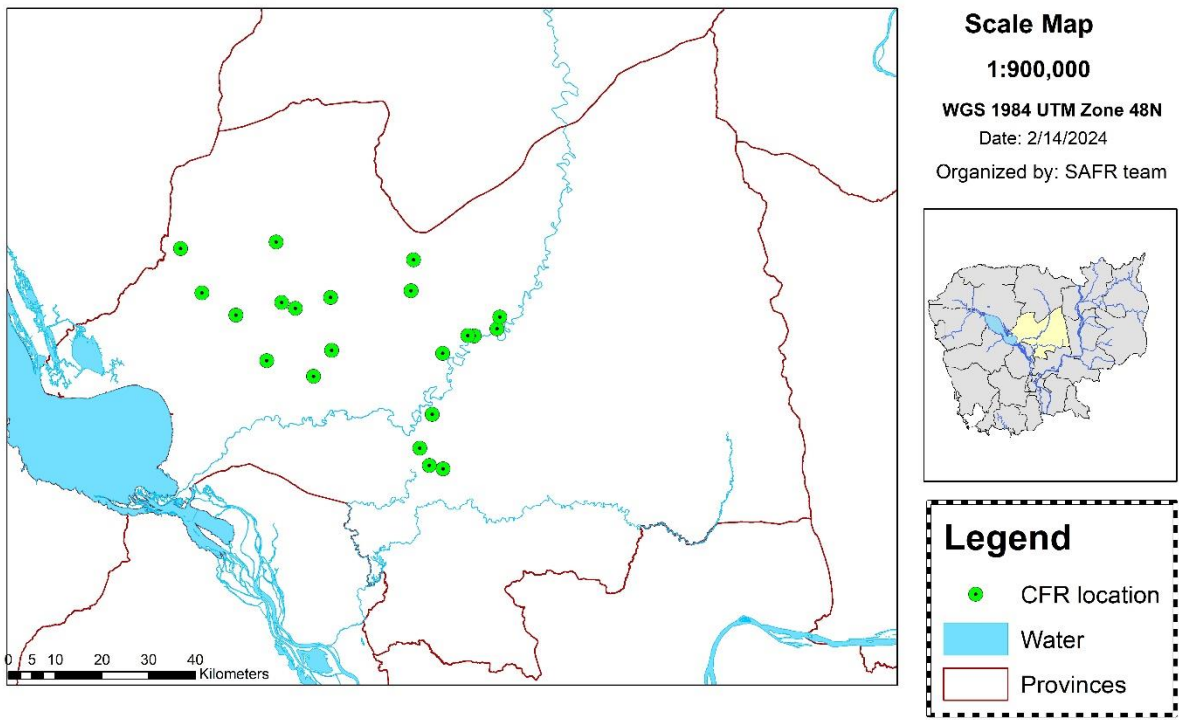 Scale Map
1:900,000
WGS 1984 UTM Zone 48N
Date: 2/14/2024
Organized by: SAFR team
Legend
CFR location
Water
Provinces
0 5 10 20 30 40
Kilometers